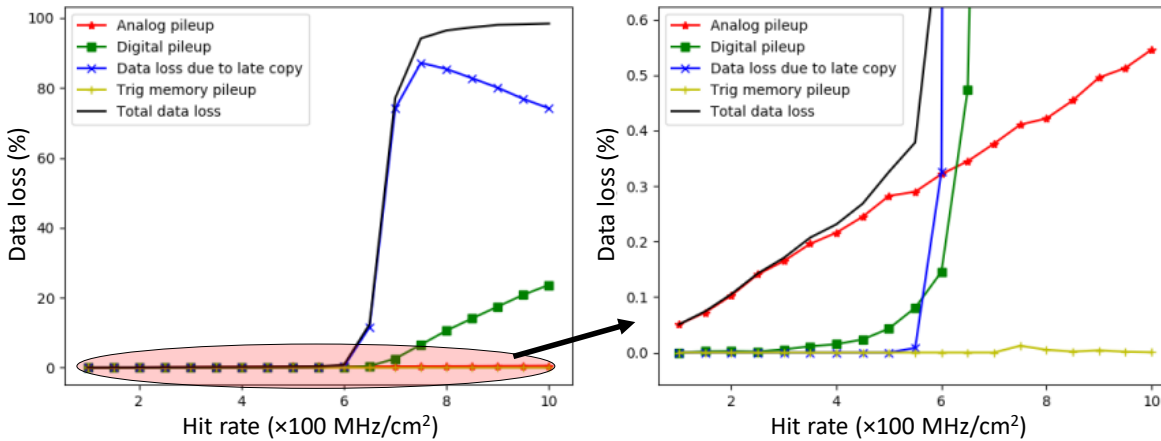 Analog pileup
Digital pileup
Data loss due to late copy
Trig memory pileup
Total data loss
100
80
60
40
20
0
2
4
6
8
10
Data loss (%)
Hit rate (×100 MHz/cm²)
Analog pileup
Digital pileup
Data loss due to late copy
Trig memory pileup
Total data loss
0.6
0.5
0.4
0.3
0.2
0.1
0.0
2
4
6
8
10
Data loss (%)
Hit rate (×100 MHz/cm²)